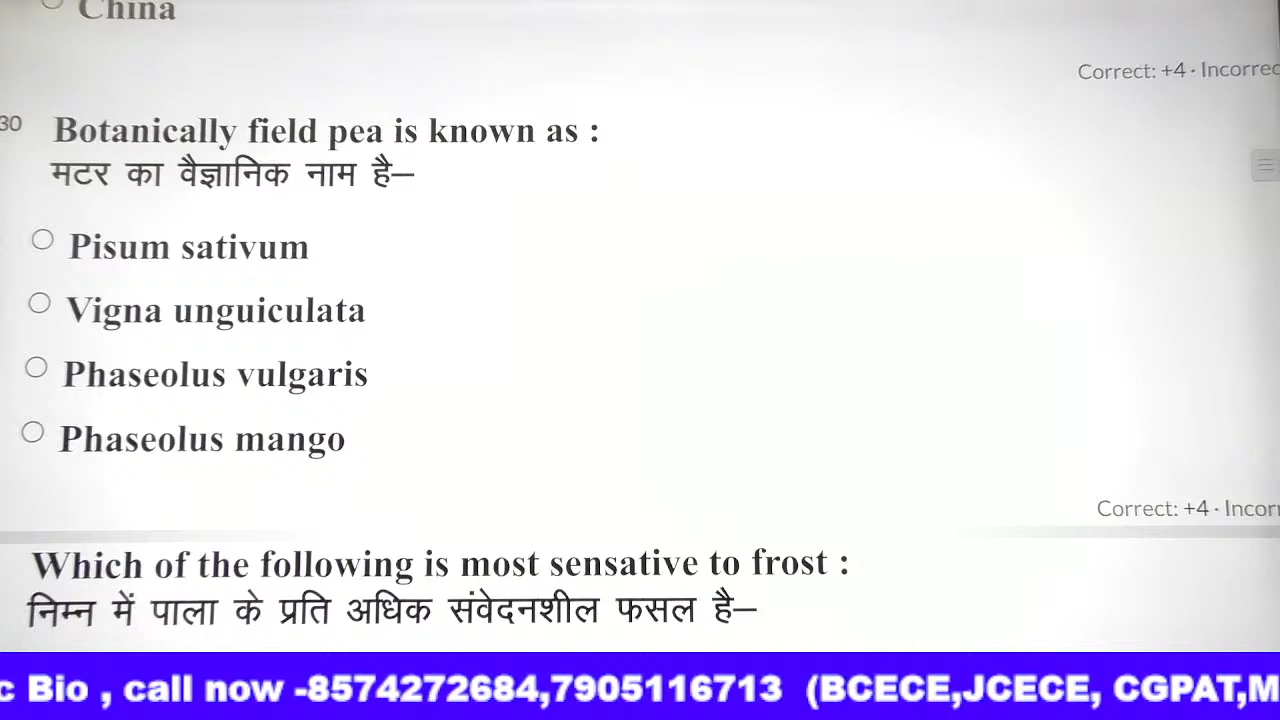 China
Correct: +4 · Incorrec
30 Botanically field pea is known as :
मटर का वैज्ञानिक नाम है–
Pisum sativum
Vigna unguiculata
Phaseolus vulgaris
Phaseolus mango
Correct: +4 · Incorr
Which of the following is most sensative to frost :
निम्न में पाला के प्रति अधिक संवेदनशील फसल है–
c Bio , call now -8574272684,7905116713 (BCECE,JCECE, CGPAT,M